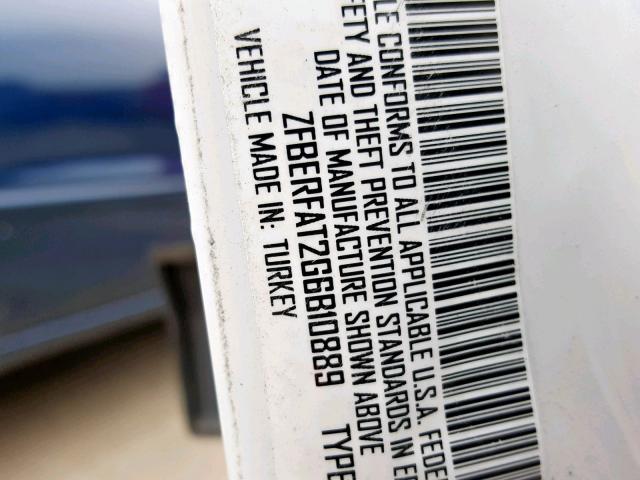 LE CONFORMS TO ALL APPLICABLE U.S.A. FEDE
FETY AND THEFT PREVENTION STANDARDS IN EF
DATE OF MANUFACTURE SHOWN ABOVE
ZFBERFAT2G6B10889 TYPE
VEHICLE MADE IN: TURKEY